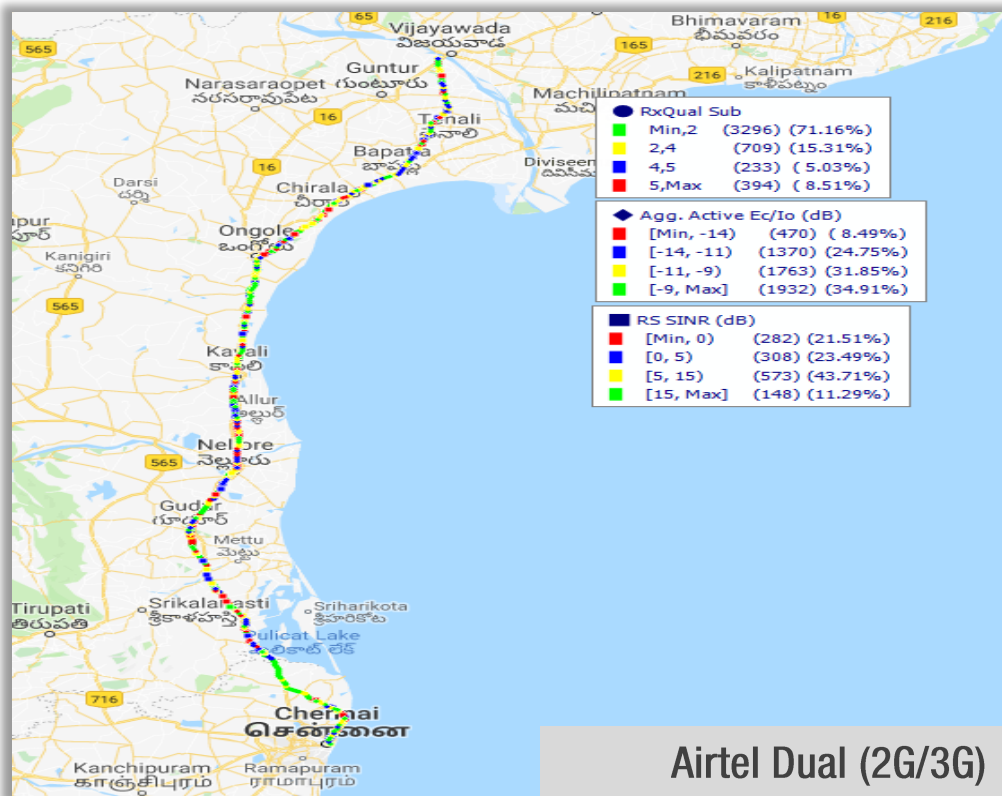 65
16
216
Vijayawada
విజయవాడ
Bhimavaram
భీమవరం
565
165
Guntur
గుంటూరు
216
Kalipatnam
కాళీపట్నం
Narasaraopet
నరసరావుపేట
Machilipatnam
16
Tenali
Bapatla
Diviseema
Darsi
దర్శి
16
Chirala
చీరాల
Ongole
ఒంగోలు
Kanigiri
కనిగిరి
565
Kavali
కావలి
Allur
అల్లూర్
Nellore
నెల్లూరు
565
Gudur
గూడూర్
Mettu
మెట్టు
Tirupati
తిరుపతి
Srikalahasti
శ్రీకాళహస్తి
Sriharikota
శ్రీహరికోట
Pulicat Lake
పులికాట్ లేక్
716
Chennai
சென்னை
Kanchipuram
காஞ்சிபுரம்
Ramapuram
ராமாபுரம்
RxQual Sub
Min,2 (3296) (71.16%)
2,4 (709) (15.31%)
4,5 (233) ( 5.03%)
5,Max (394) ( 8.51%)
Agg. Active Ec/Io (dB)
[Min, -14) (470) ( 8.49%)
[-14, -11) (1370) (24.75%)
[-11, -9) (1763) (31.85%)
[-9, Max] (1932) (34.91%)
RS SINR (dB)
[Min, 0) (282) (21.51%)
[0, 5) (308) (23.49%)
[5, 15) (573) (43.71%)
[15, Max] (148) (11.29%)
Airtel Dual (2G/3G)